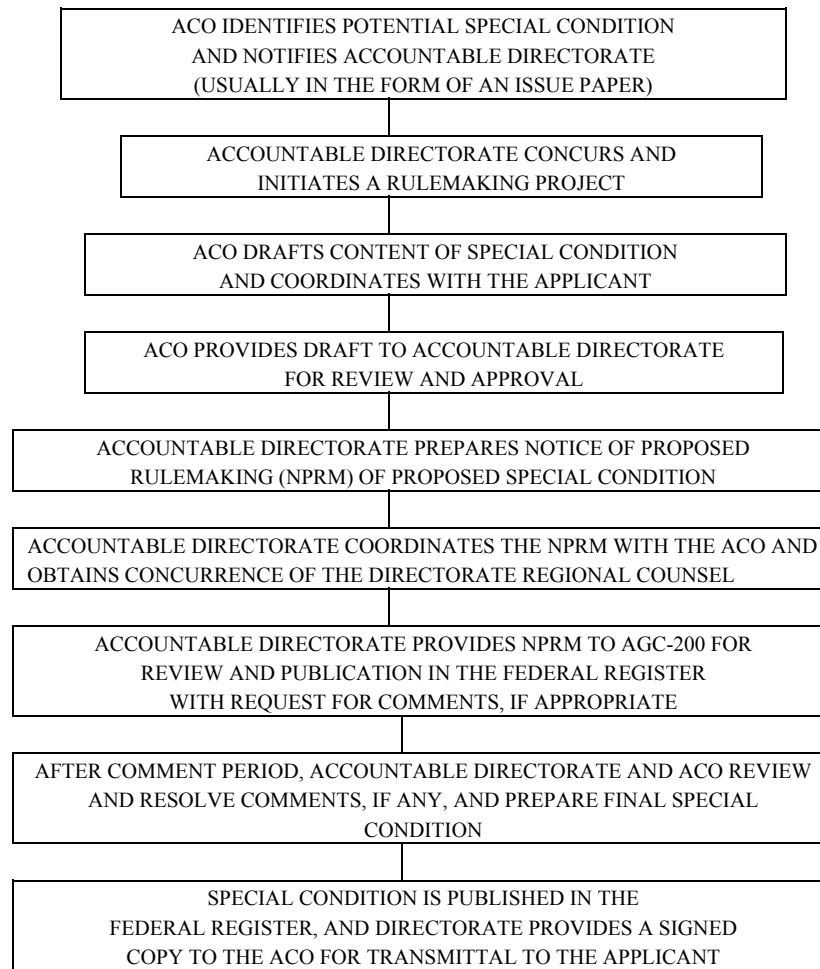 ACO IDENTIFIES POTENTIAL SPECIAL CONDITION
AND NOTIFIES ACCOUNTABLE DIRECTORATE
(USUALLY IN THE FORM OF AN ISSUE PAPER)
ACCOUNTABLE DIRECTORATE CONCURS AND
INITIATES A RULEMAKING PROJECT
ACO DRAFTS CONTENT OF SPECIAL CONDITION
AND COORDINATES WITH THE APPLICANT
ACO PROVIDES DRAFT TO ACCOUNTABLE DIRECTORATE
FOR REVIEW AND APPROVAL
ACCOUNTABLE DIRECTORATE PREPARES NOTICE OF PROPOSED
RULEMAKING (NPRM) OF PROPOSED SPECIAL CONDITION
ACCOUNTABLE DIRECTORATE COORDINATES THE NPRM WITH THE ACO AND
OBTAINS CONCURRENCE OF THE DIRECTORATE REGIONAL COUNSEL
ACCOUNTABLE DIRECTORATE PROVIDES NPRM TO AGC-200 FOR
REVIEW AND PUBLICATION IN THE FEDERAL REGISTER
WITH REQUEST FOR COMMENTS, IF APPROPRIATE
AFTER COMMENT PERIOD, ACCOUNTABLE DIRECTORATE AND ACO REVIEW
AND RESOLVE COMMENTS, IF ANY, AND PREPARE FINAL SPECIAL
CONDITION
SPECIAL CONDITION IS PUBLISHED IN THE
FEDERAL REGISTER, AND DIRECTORATE PROVIDES A SIGNED
COPY TO THE ACO FOR TRANSMITTAL TO THE APPLICANT